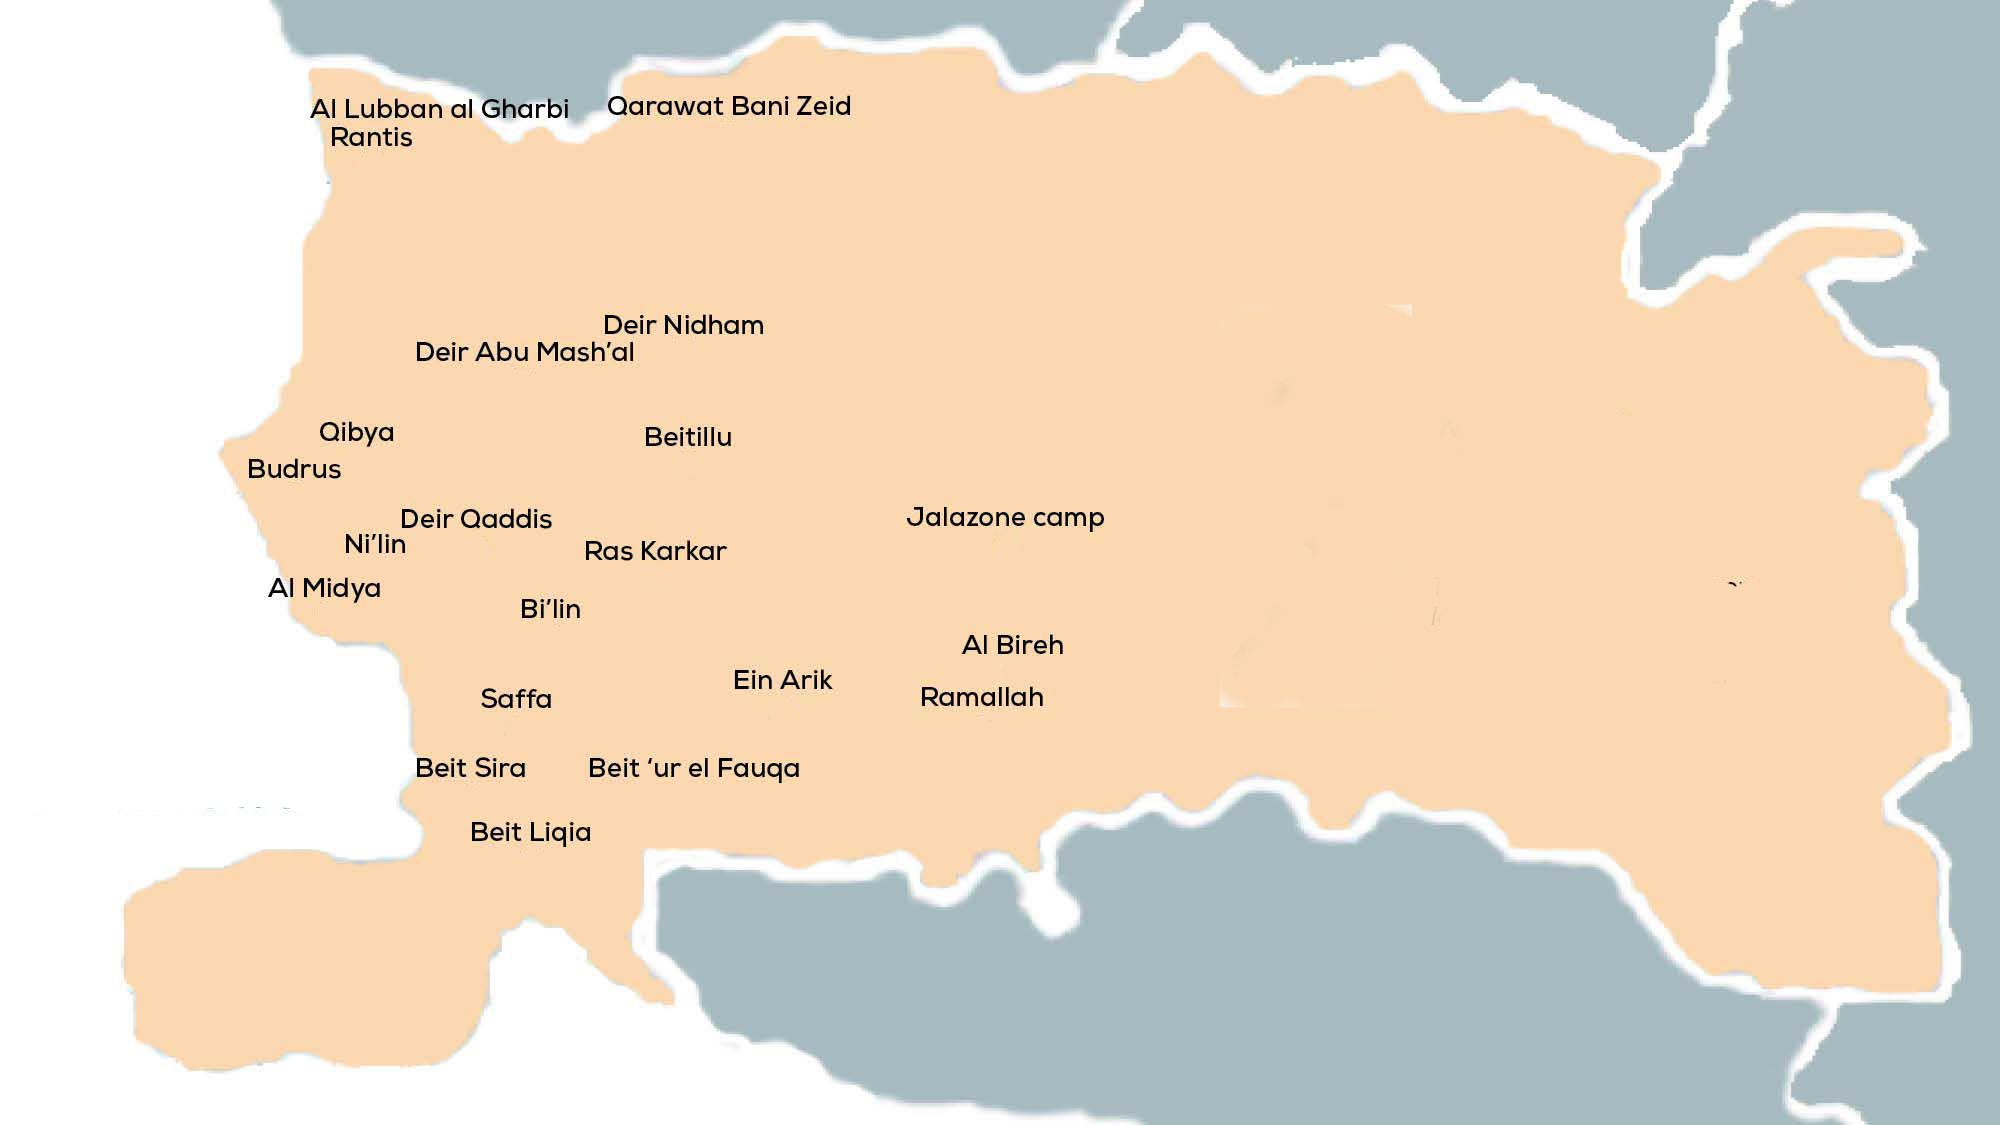 Al Lubban al Gharbi
Qarawat Bani Zeid
Rantis
Deir Nidham
Deir Abu Mash’al
Qibya
Beitillu
Budrus
Deir Qaddis
Jalazone camp
Ni’lin
Ras Karkar
Al Midya
Bi’lin
Al Bireh
Ein Arik
Saffa
Ramallah
Beit Sira
Beit ‘ur el Fauqa
Beit Liqia